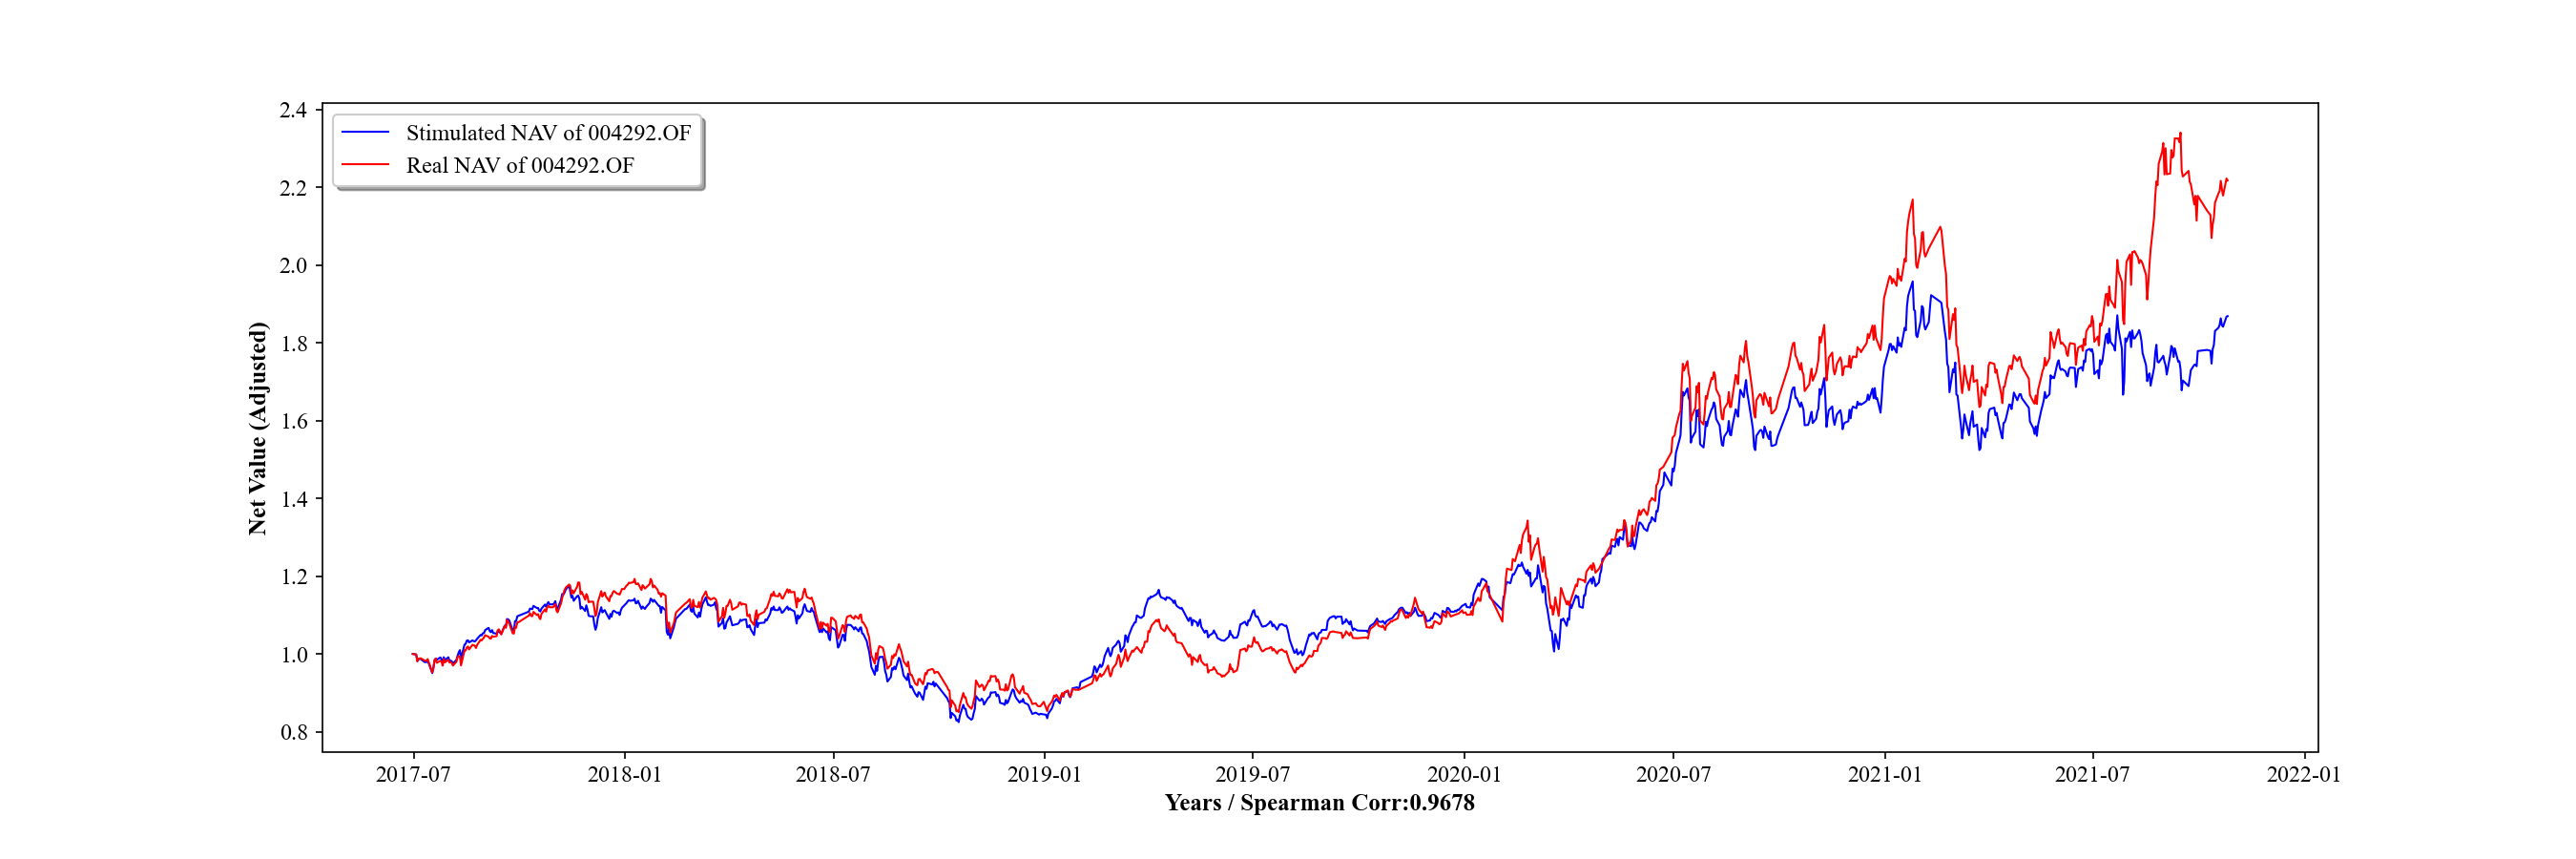 Stimulated NAV of 004292.OF
Real NAV of 004292.OF
2.4
2.2
2.0
1.8
1.6
1.4
1.2
1.0
0.8
Net Value (Adjusted)
2017-07 2018-01 2018-07 2019-01 2019-07 2020-01 2020-07 2021-01 2021-07 2022-01
Years / Spearman Corr:0.9678